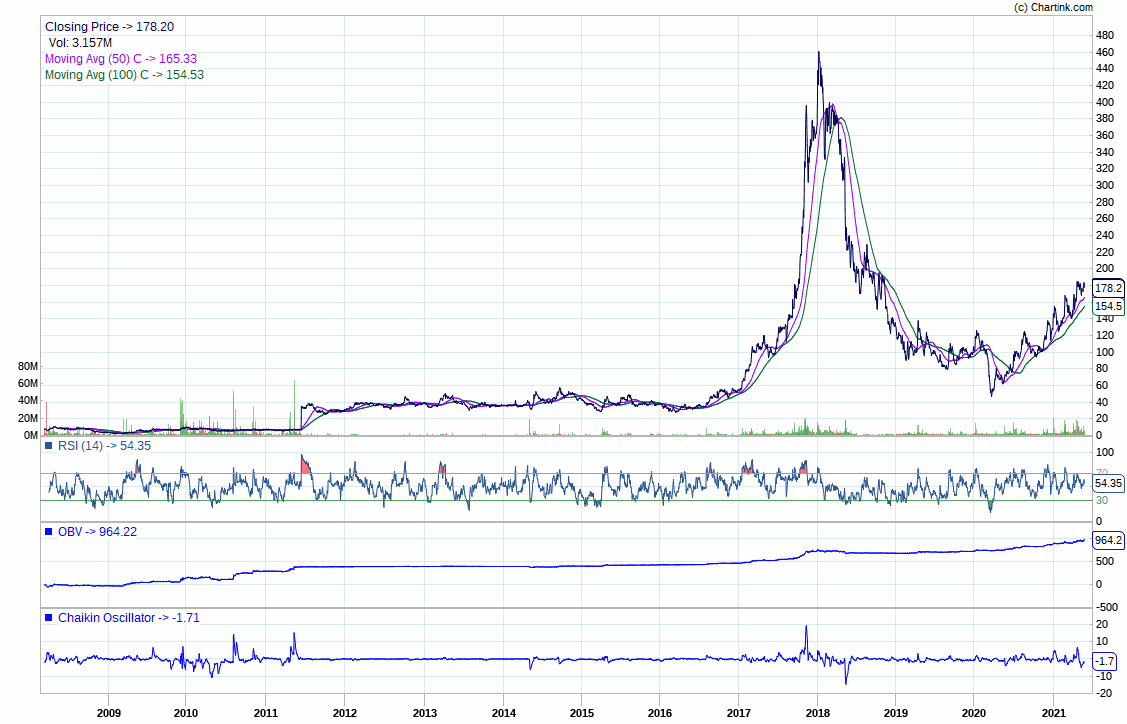 (c) Chartink.com
Closing Price -> 178.20
Vol: 3.157M
Moving Avg (50) C -> 165.33
Moving Avg (100) C -> 154.53
480
460
440
420
400
380
360
340
320
300
280
260
240
220
200
178.2
154.5
140
120
100
80
60
40
20
0
80M
60M
40M
20M
0M
RSI (14) -> 54.35
100
70
54.35
30
0
OBV -> 964.22
964.2
500
0
-500
Chaikin Oscillator -> -1.71
20
10
-1.7
-10
-20
2009 2010 2011 2012 2013 2014 2015 2016 2017 2018 2019 2020 2021